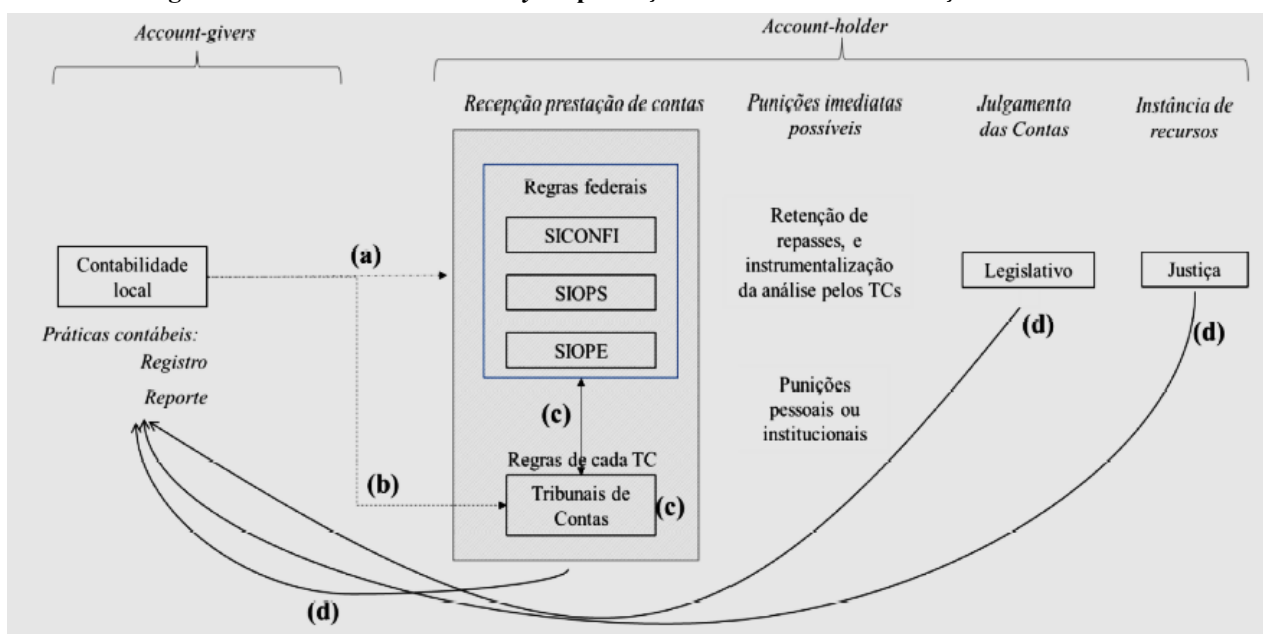 Account-givers
Account-holder
Recepção prestação de contas
Punições imediatas
possíveis
Julgamento
das Contas
Instância de
recursos
Regras federais
SICONFI
SIOPS
SIOPE
Contabilidade
local
(a)
Práticas contábeis:
Registro
Reporte
(b)
(c)
Regras de cada TC
Tribunais de
Contas
(c)
Retenção de
repasses, e
instrumentalização
da análise pelos TCs
Punições
pessoais ou
institucionais
Legislativo
(d)
Justiça
(d)
(d)